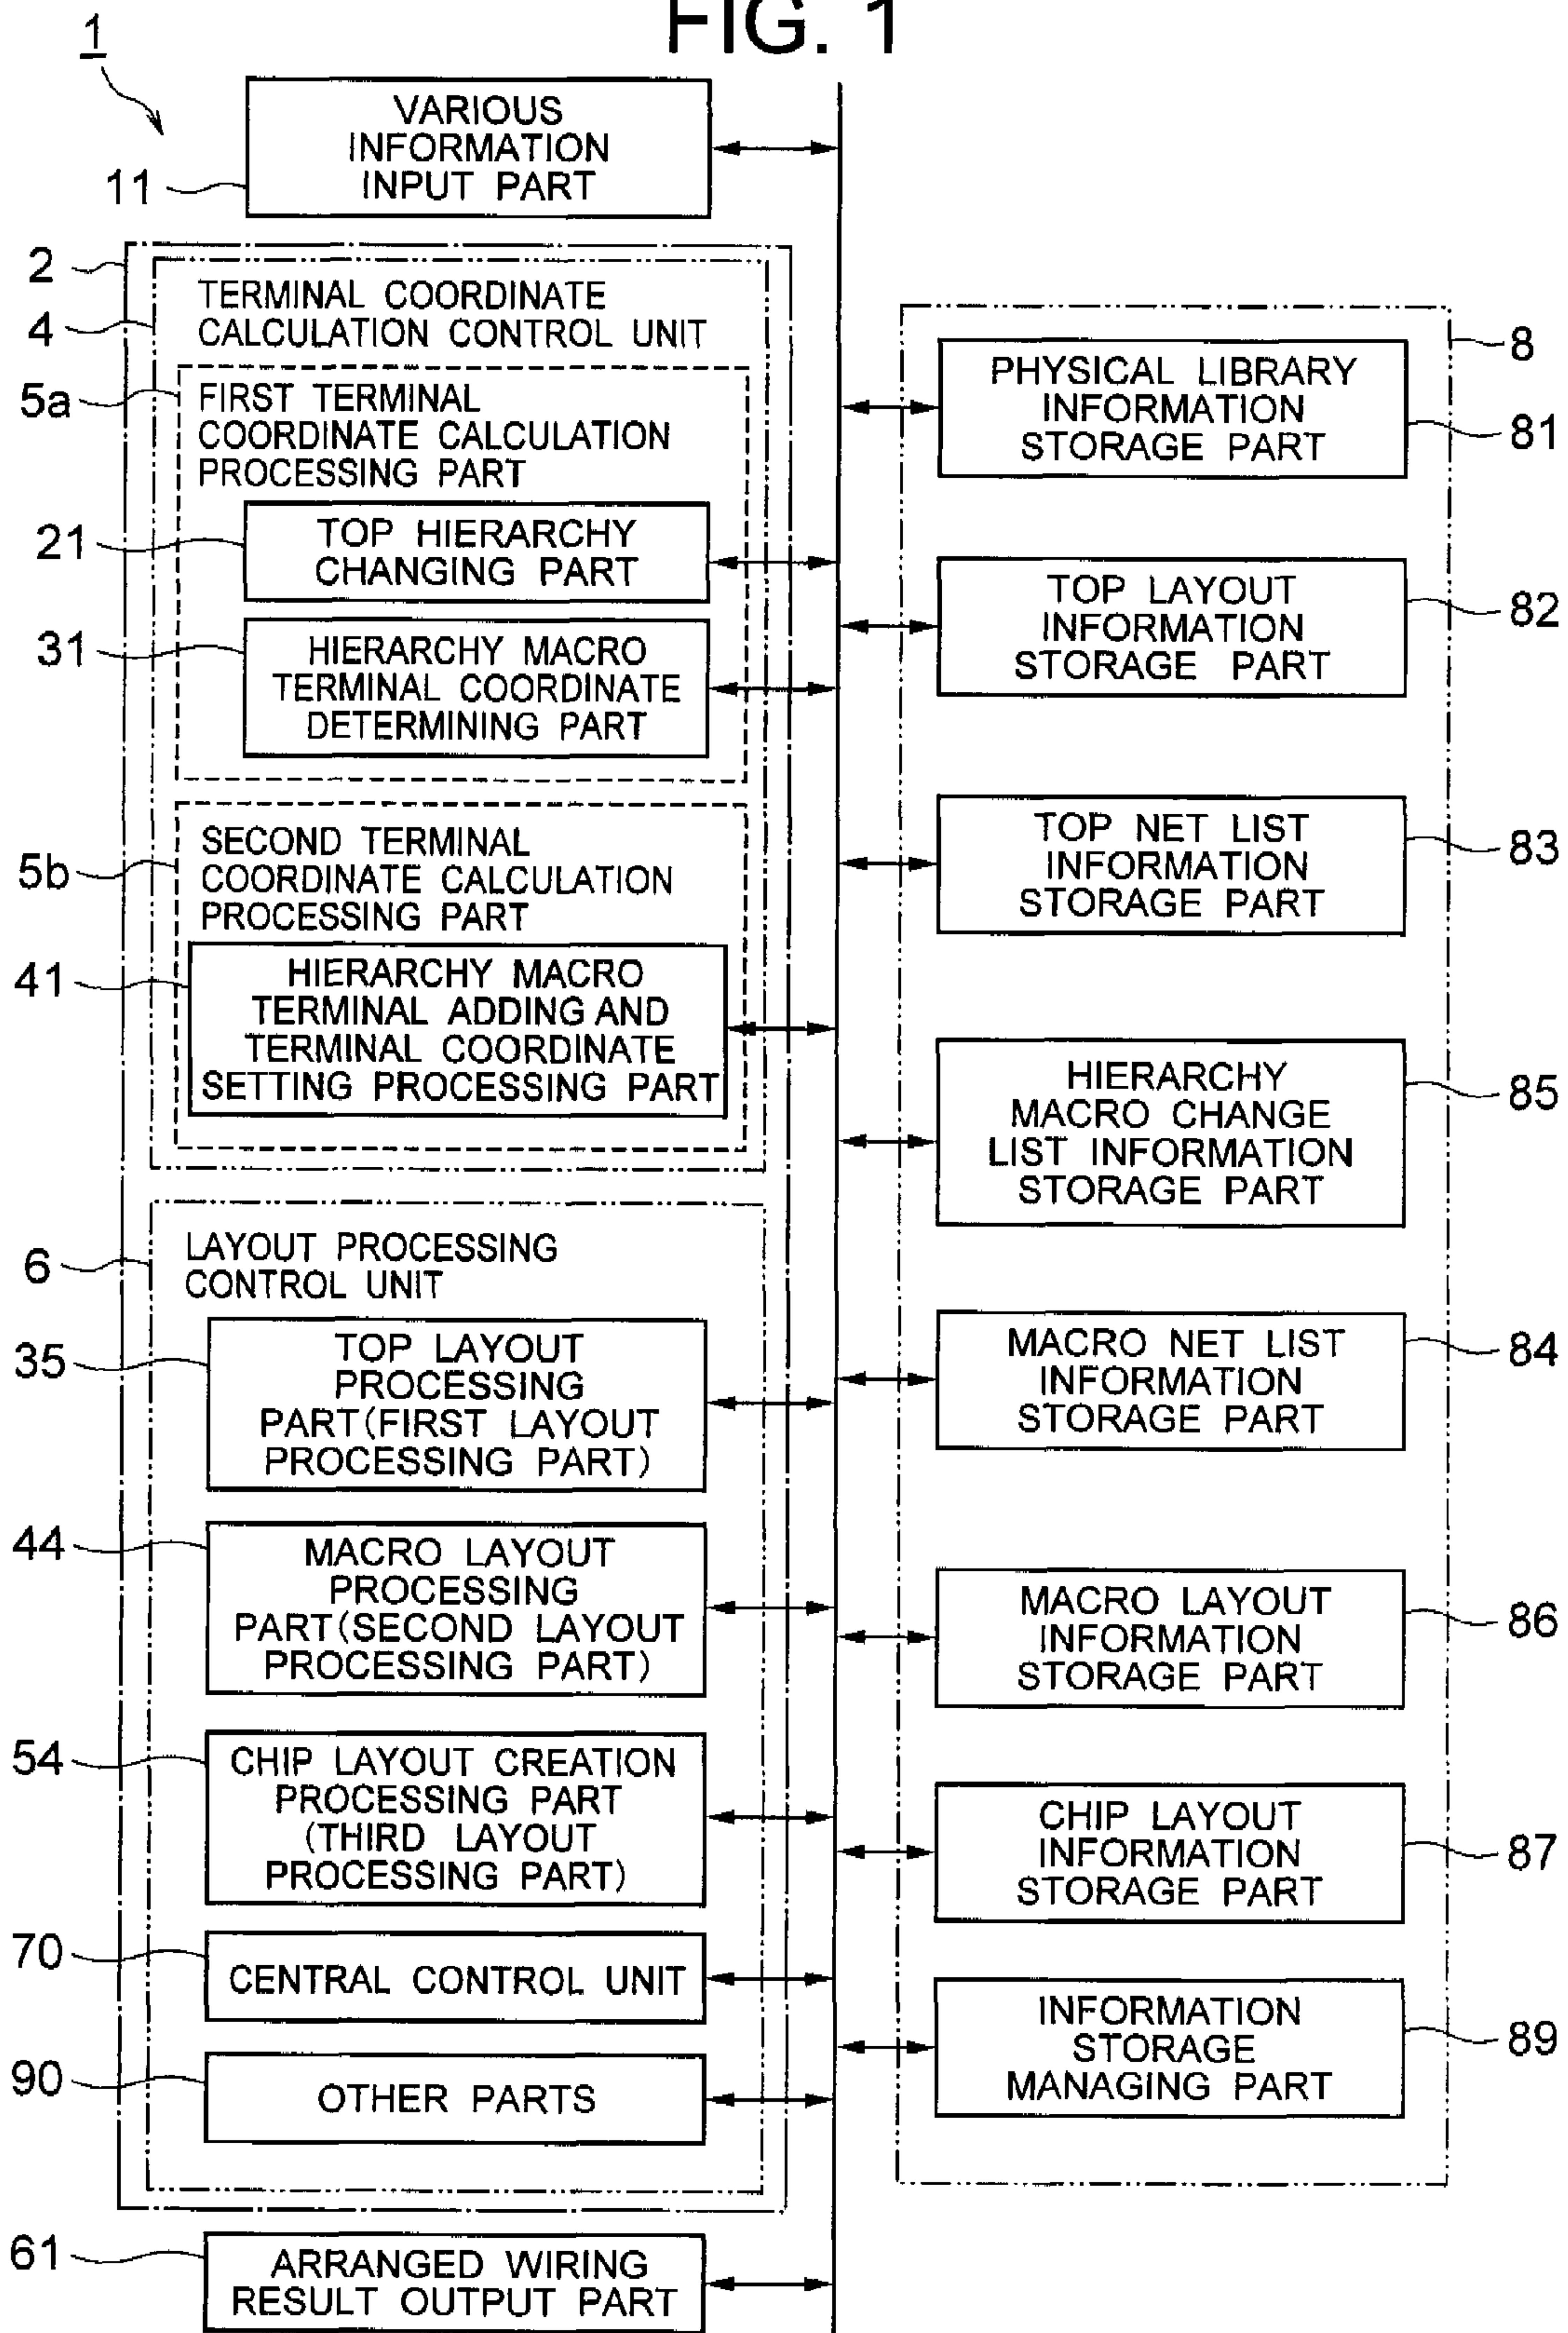 FIG. 1
1
VARIOUS
INFORMATION
INPUT PART
11
2
4
TERMINAL COORDINATE
CALCULATION CONTROL UNIT
5a
FIRST TERMINAL
COORDINATE CALCULATION
PROCESSING PART
21
TOP HIERARCHY
CHANGING PART
31
HIERARCHY MACRO
TERMINAL COORDINATE
DETERMINING PART
5b
SECOND TERMINAL
COORDINATE CALCULATION
PROCESSING PART
41
HIERARCHY MACRO
TERMINAL ADDING AND
TERMINAL COORDINATE
SETTING PROCESSING PART
6
LAYOUT PROCESSING
CONTROL UNIT
35
TOP LAYOUT
PROCESSING
PART(FIRST LAYOUT
PROCESSING PART)
44
MACRO LAYOUT
PROCESSING
PART(SECOND LAYOUT
PROCESSING PART)
54
CHIP LAYOUT CREATION
PROCESSING PART
(THIRD LAYOUT
PROCESSING PART)
70
CENTRAL CONTROL UNIT
90
OTHER PARTS
61
ARRANGED WIRING
RESULT OUTPUT PART
8
PHYSICAL LIBRARY
INFORMATION
STORAGE PART
81
TOP LAYOUT
INFORMATION
STORAGE PART
82
TOP NET LIST
INFORMATION
STORAGE PART
83
HIERARCHY
MACRO CHANGE
LIST INFORMATION
STORAGE PART
85
MACRO NET LIST
INFORMATION
STORAGE PART
84
MACRO LAYOUT
INFORMATION
STORAGE PART
86
CHIP LAYOUT
INFORMATION
STORAGE PART
87
INFORMATION
STORAGE
MANAGING PART
89